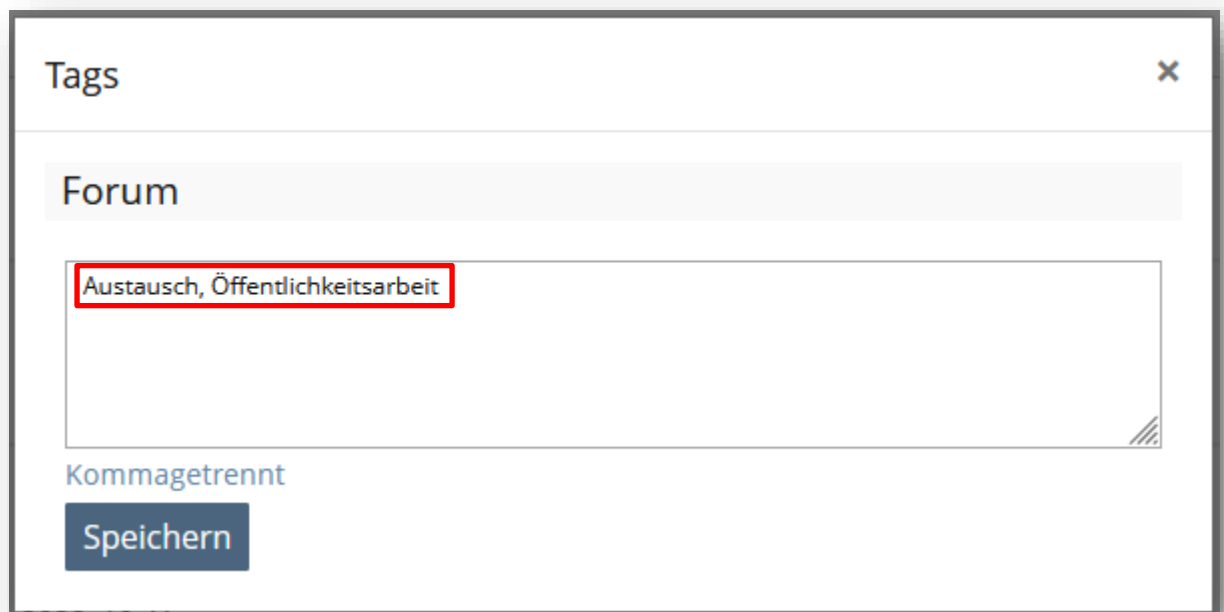 Tags
×
Forum
Austausch, Öffentlichkeitsarbeit
Kommagetrennt
Speichern